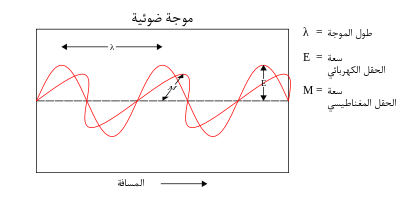 موجة ضوئية
λ = طول الموجة
E = سعة
الحقل الكهربائي
M = سعة
الحقل المغناطيسي
λ
M
E
المسافة